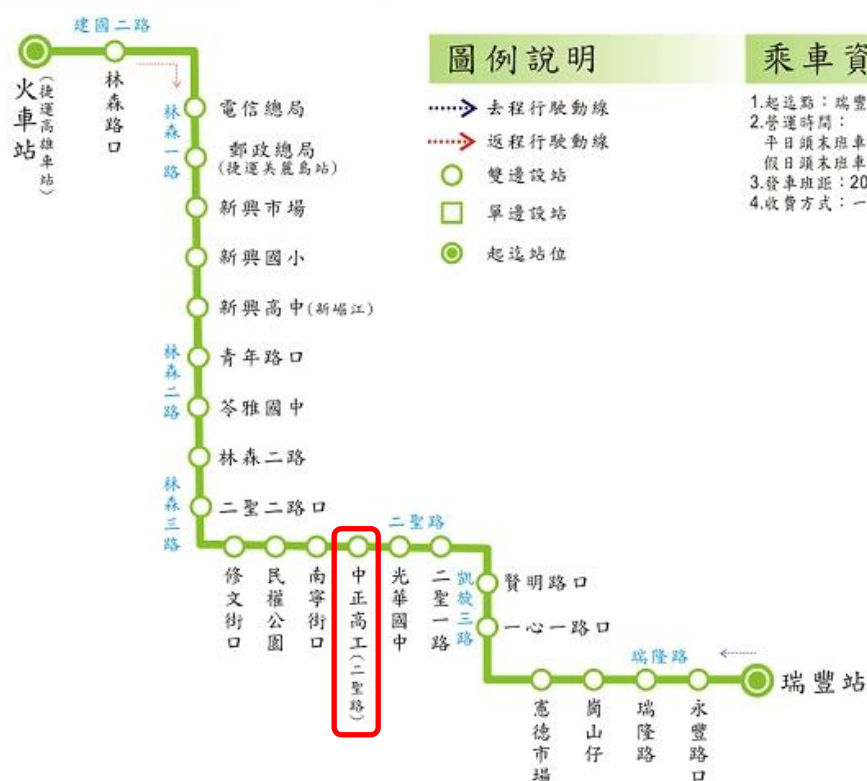 建國二路
火車站
(捷運高雄車站)
林森路口
林森一路
電信總局
郵政總局
(捷運美麗島站)
新興市場
新興國小
新興高中(新崛江)
林森二路
青年路口
苓雅國中
林森二路
林森三路
二聖二路口
二聖路
修文街口
民權公園
南寧街口
中正高工(二聖路)
光華國中
二聖一路
凱旋三路
賢明路口
一心一路口
瑞隆路
憲德市場
崗山仔
瑞隆路
永豐路口
瑞豐站
圖例說明
去程行駛動線
返程行駛動線
雙邊設站
單邊設站
起迄站位
乘車資
1.起迄點：瑞豐
2.營運時間：
平日頭末班車
假日頭末班車
3.發車班距：20
4.收費方式：一